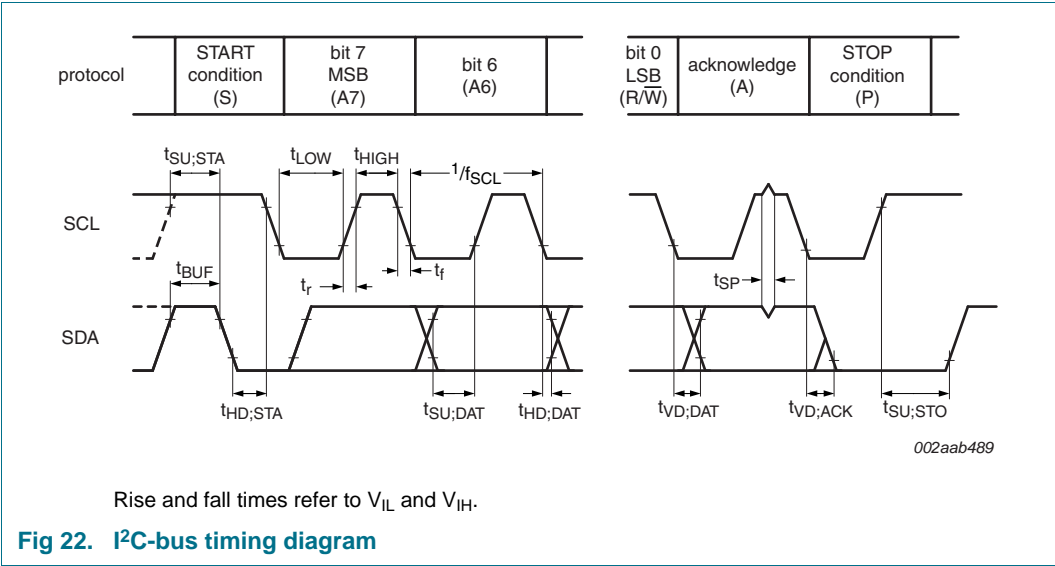 protocol
START
condition
(S)
bit 7
MSB
(A7)
bit 6
(A6)
bit 0
LSB
(R/W̅)
acknowledge
(A)
STOP
condition
(P)
tSU;STA
tLOW
tHIGH
1/fSCL
SCL
tBUF
tr
tf
tSP
SDA
tHD;STA
tSU;DAT
tHD;DAT
tVD;DAT
tVD;ACK
tSU;STO
002aab489
Rise and fall times refer to VIL and VIH.
Fig 22. I²C-bus timing diagram